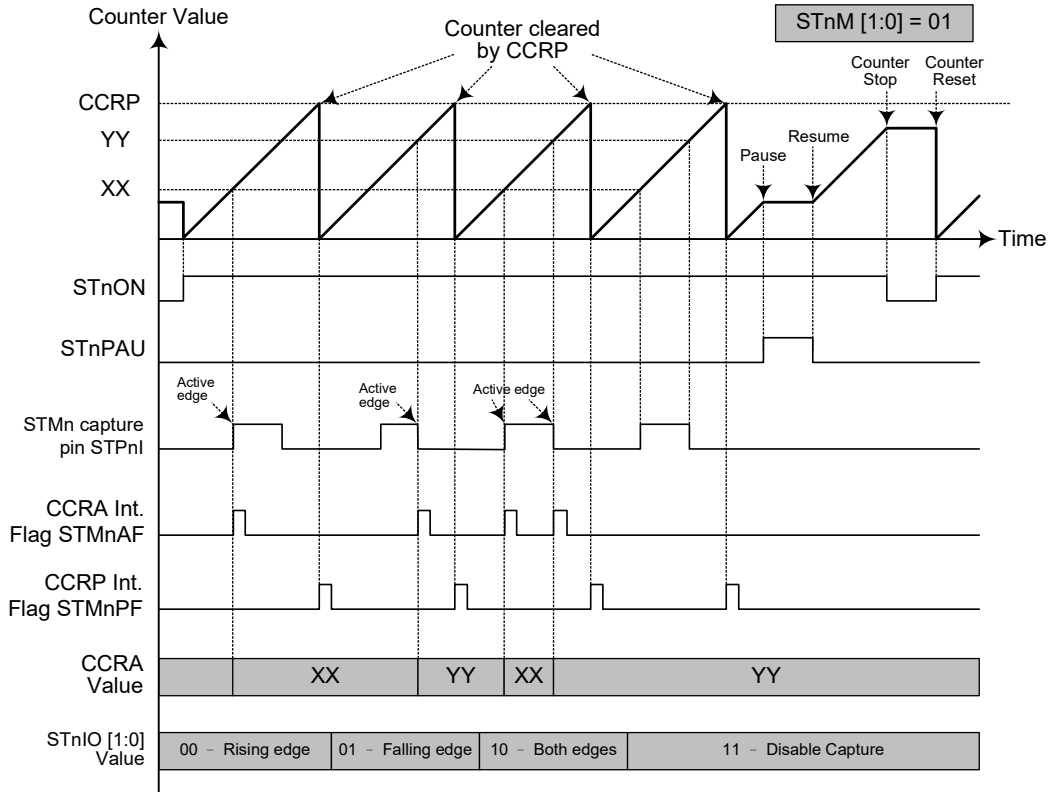 Counter Value
STnM [1:0] = 01
Counter cleared
by CCRP
Counter
Stop
Counter
Reset
CCRP
YY
XX
Pause
Resume
Time
STnON
STnPAU
Active
edge
Active
edge
Active edge
STMn capture
pin STPnI
CCRA Int.
Flag STMnAF
CCRP Int.
Flag STMnPF
CCRA
Value
XX
YY
XX
YY
STnIO [1:0]
Value
00 – Rising edge
01 – Falling edge
10 – Both edges
11 – Disable Capture